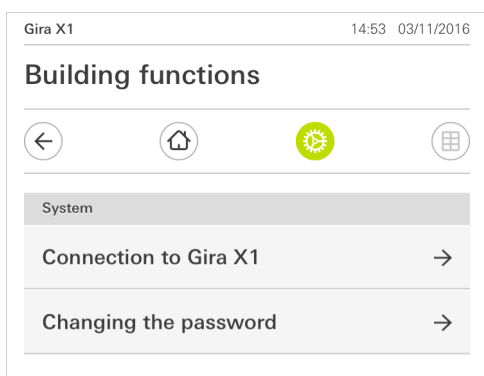 Gira X1 14:53 03/11/2016
Building functions
System
Connection to Gira X1
Changing the password